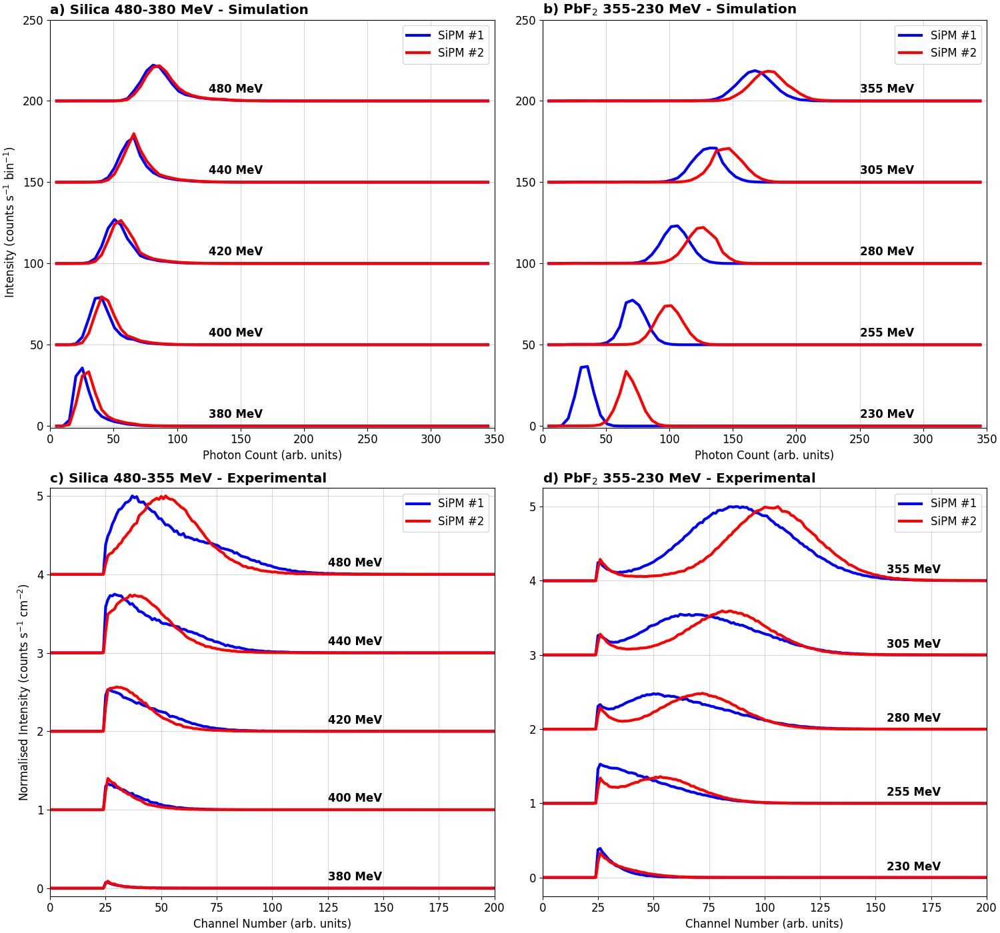 a) Silica 480-380 MeV - Simulation
250
200
150
100
50
0
Intensity (counts s⁻¹ bin⁻¹)
SiPM #1
SiPM #2
480 MeV
440 MeV
420 MeV
400 MeV
380 MeV
0 50 100 150 200 250 300 350
Photon Count (arb. units)
b) PbF₂ 355-230 MeV - Simulation
250
200
150
100
50
0
SiPM #1
SiPM #2
355 MeV
305 MeV
280 MeV
255 MeV
230 MeV
0 50 100 150 200 250 300 350
Photon Count (arb. units)
c) Silica 480-355 MeV - Experimental
5
4
3
2
1
0
Normalised Intensity (counts s⁻¹ cm⁻²)
SiPM #1
SiPM #2
480 MeV
440 MeV
420 MeV
400 MeV
380 MeV
0 25 50 75 100 125 150 175 200
Channel Number (arb. units)
d) PbF₂ 355-230 MeV - Experimental
5
4
3
2
1
0
SiPM #1
SiPM #2
355 MeV
305 MeV
280 MeV
255 MeV
230 MeV
0 25 50 75 100 125 150 175 200
Channel Number (arb. units)